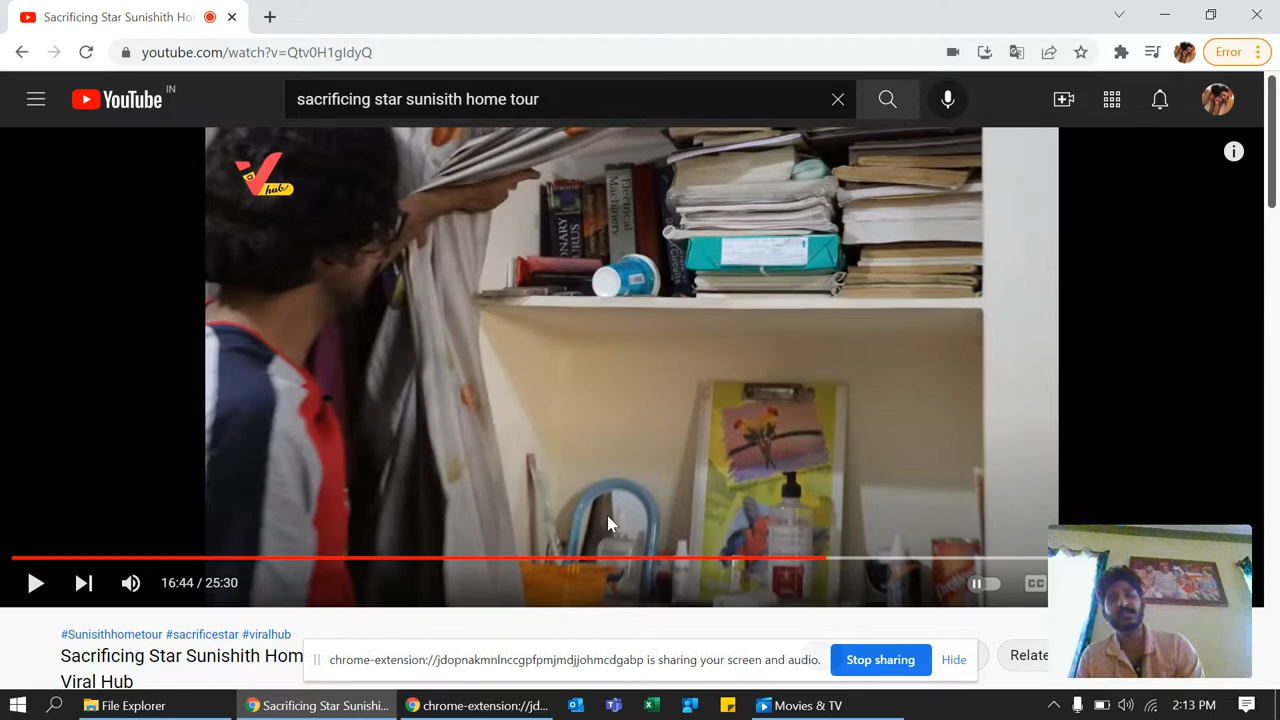 Sacrificing Star Sunishith Ho
youtube.com/watch?v=Qtv0H1gIdyQ
Error
YouTube IN
sacrificing star sunisith home tour
V
hub!
Electrical
Machinery
16:44 / 25:30
CC
#Sunisithhometour #sacrificestar #viralhub
Sacrificing Star Sunishith Hom
Viral Hub
chrome-extension://jdopnakmnlnccgpfpmjmdjjohmcdgabp is sharing your screen and audio.
Stop sharing
Hide
Relate
File Explorer
Sacrificing Star Sunishi...
chrome-extension://jd...
Movies & TV
2:13 PM